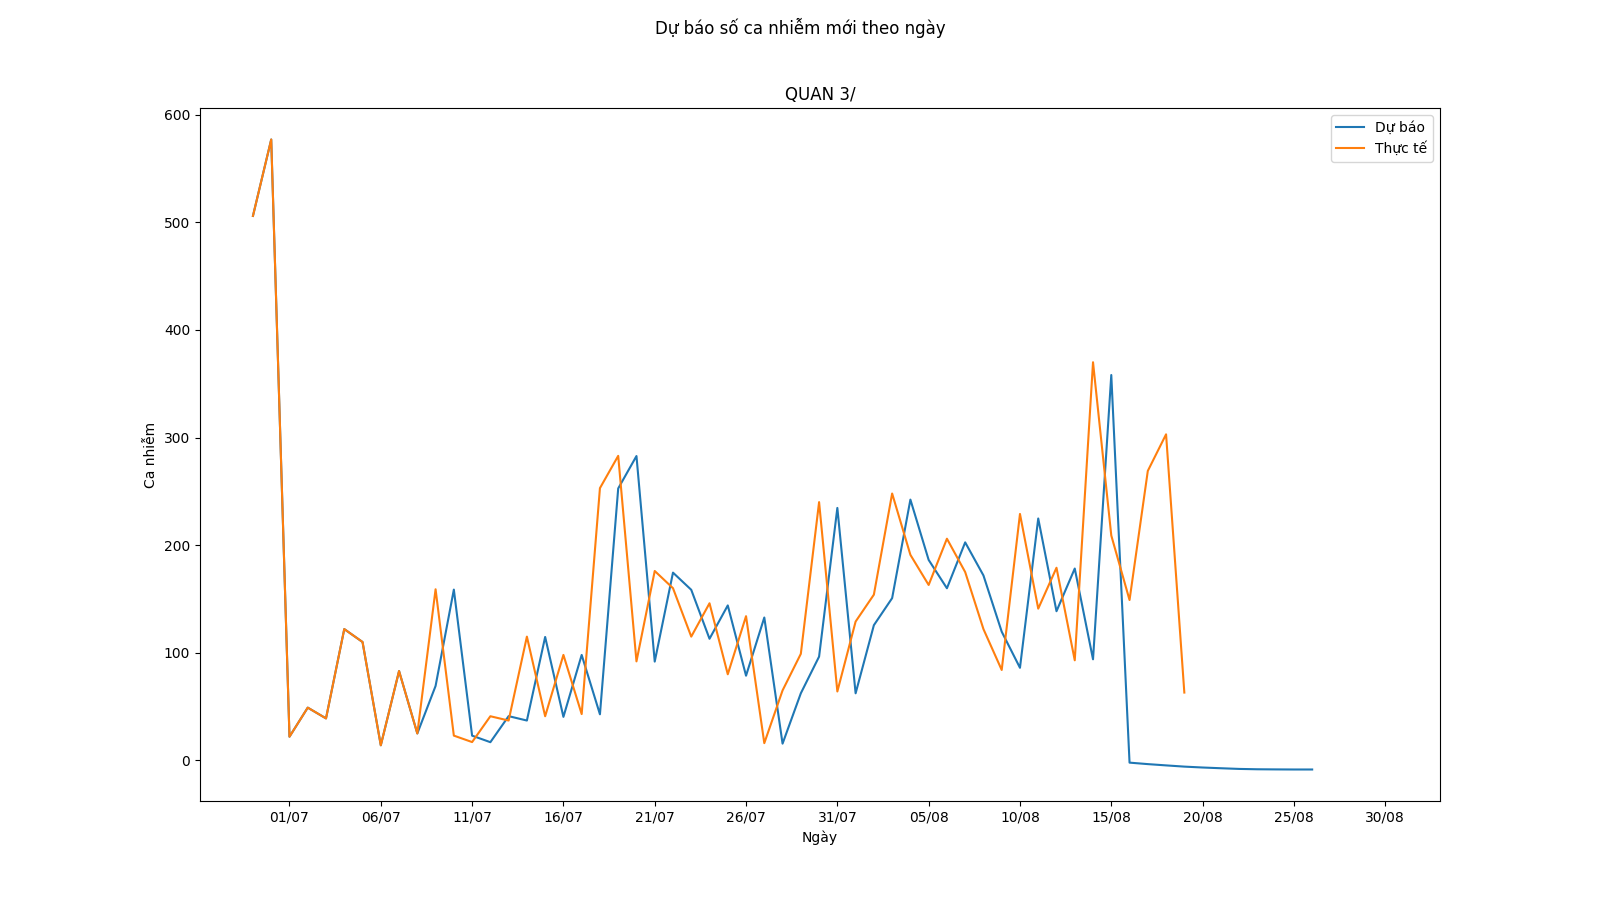 Dự báo số ca nhiễm mới theo ngày
QUAN 3/
Dự báo
Thực tế
Ca nhiễm
600
500
400
300
200
100
0
01/07 06/07 11/07 16/07 21/07 26/07 31/07 05/08 10/08 15/08 20/08 25/08 30/08
Ngày